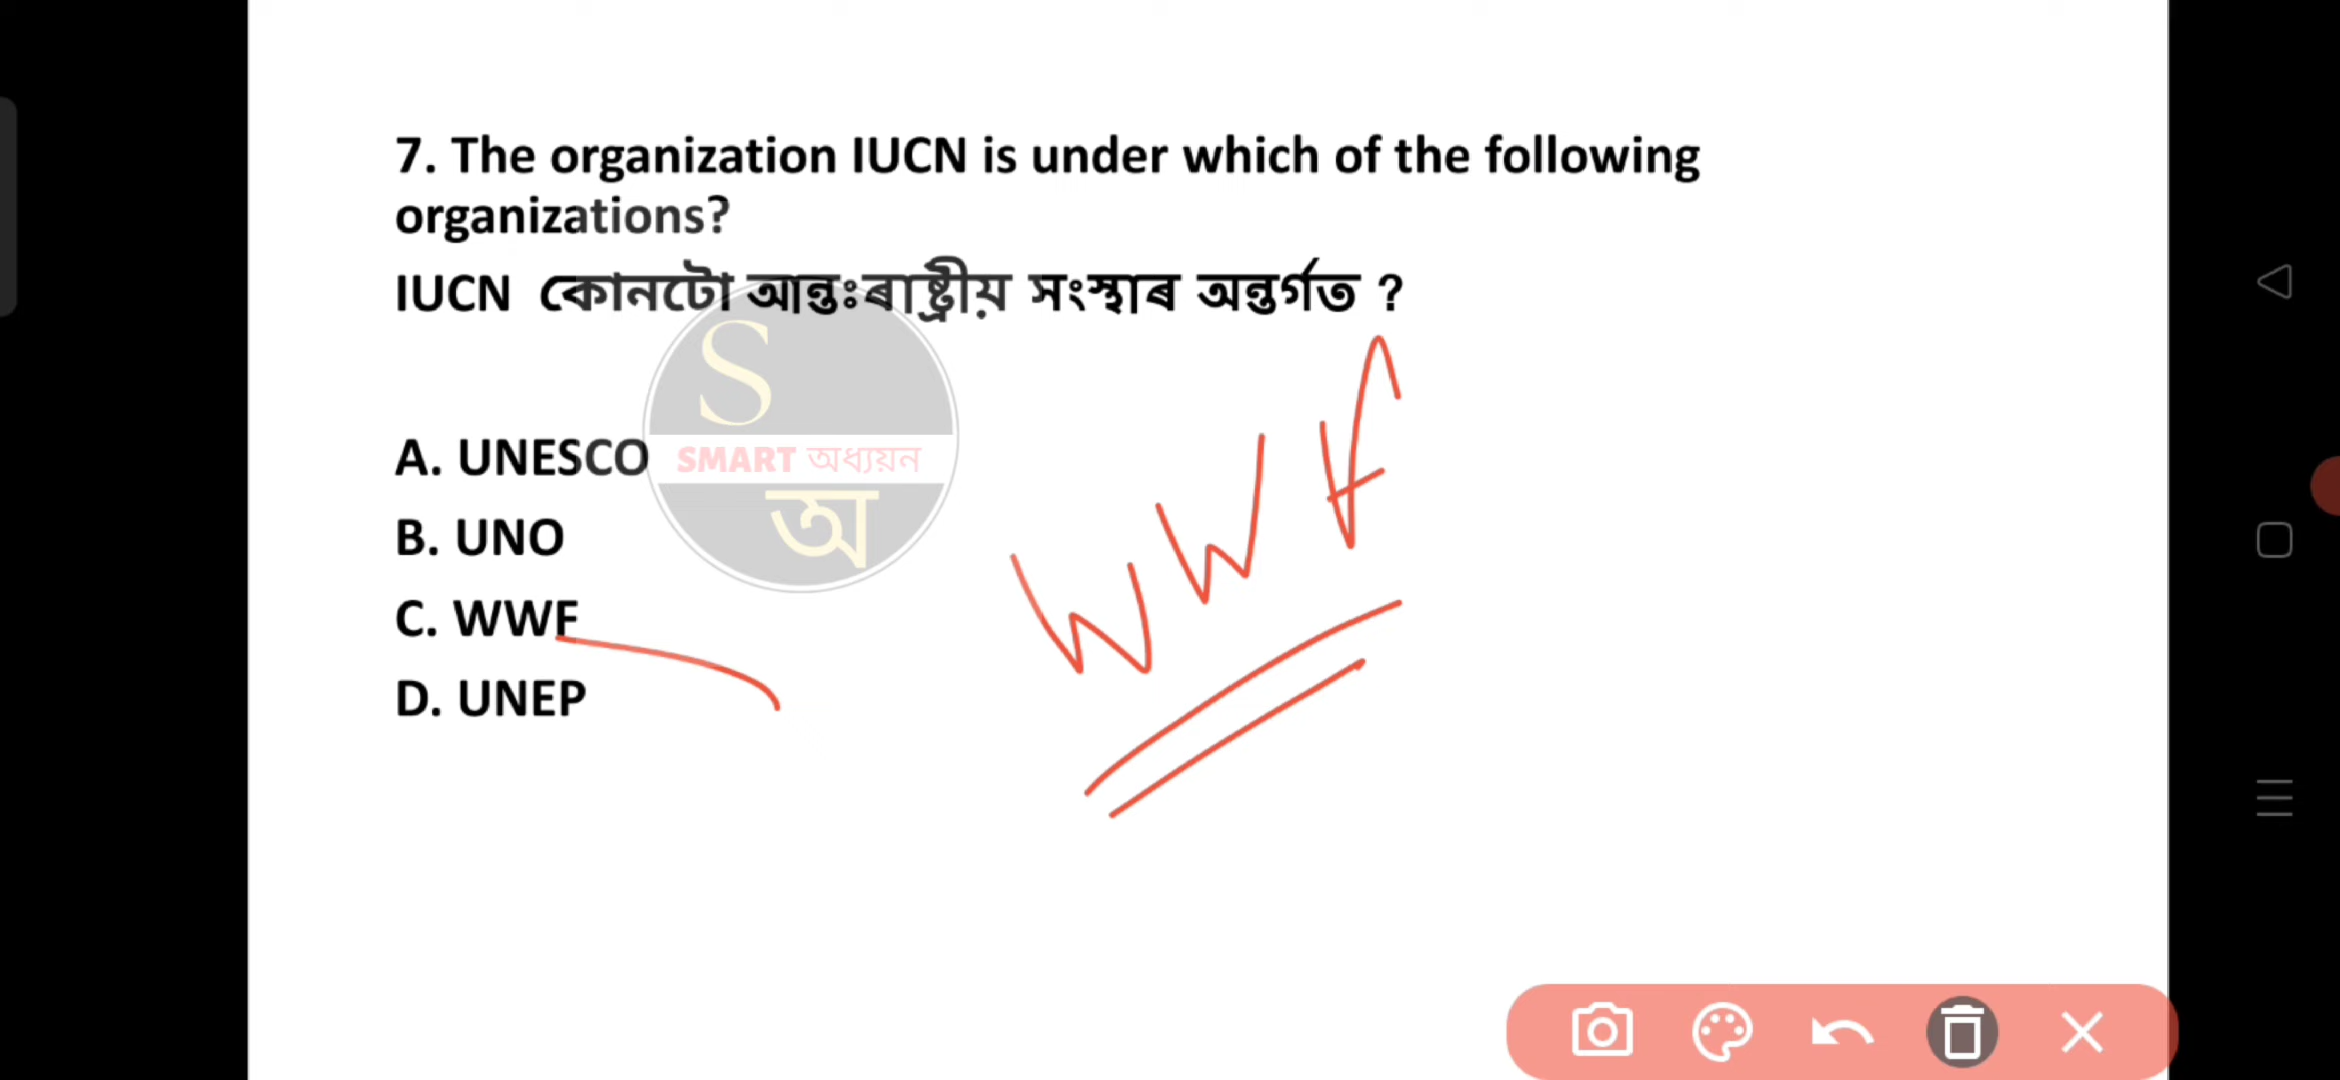 7. The organization IUCN is under which of the following
organizations?
IUCN কোনটো আন্তঃৰাষ্ট্ৰীয় সংস্থাৰ অন্তৰ্গত ?
S
A. UNESCO
SMART অধ্যয়ন
B. UNO
অ
C. WWF
D. UNEP
WWF